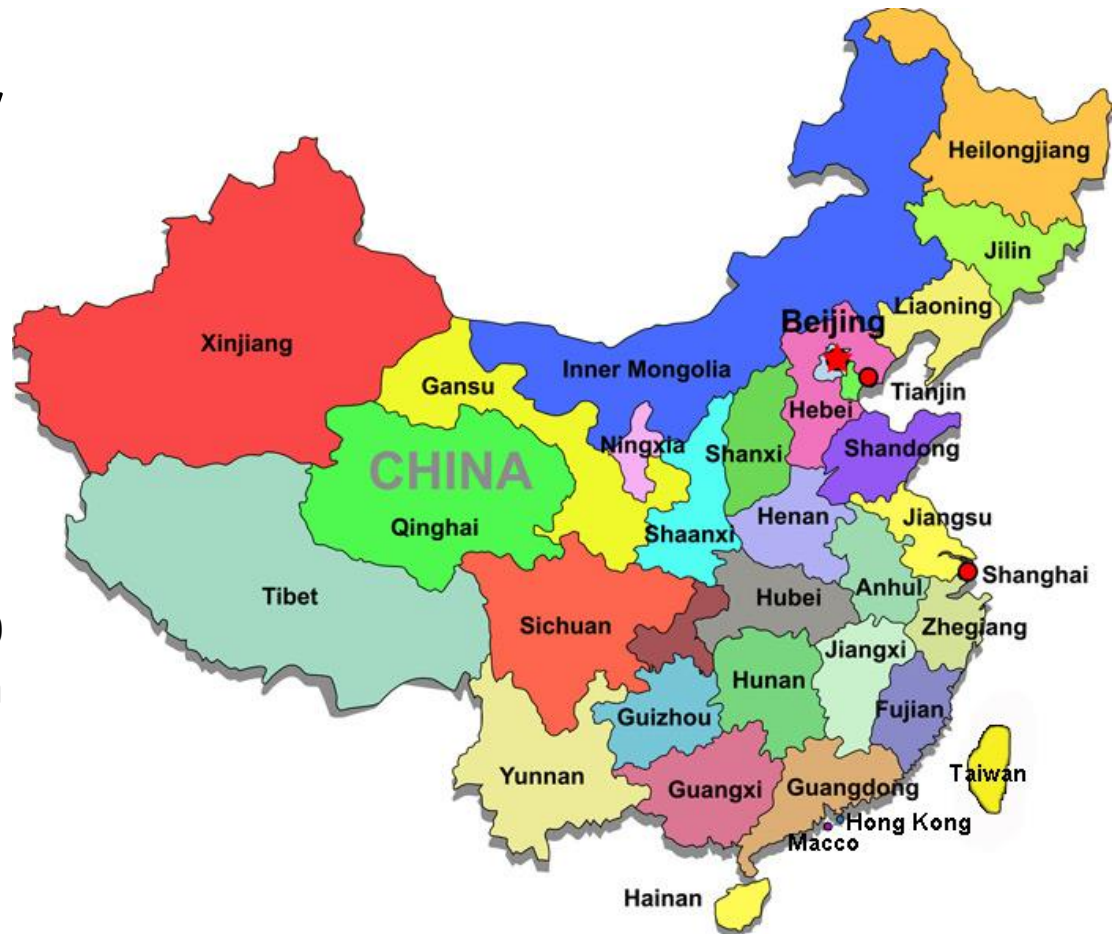 Heilongjiang
Jilin
Liaoning
Beijing
Xinjiang
Inner Mongolia
Gansu
Tianjin
Hebei
Ningxia
Shanxi
Shandong
CHINA
Qinghai
Shaanxi
Henan
Jiangsu
Shanghai
Tibet
Anhul
Hubei
Sichuan
Zhegiang
Jiangxi
Hunan
Guizhou
Fujian
Yunnan
Guangxi
Guangdong
Taiwan
Hong Kong
Macco
Hainan